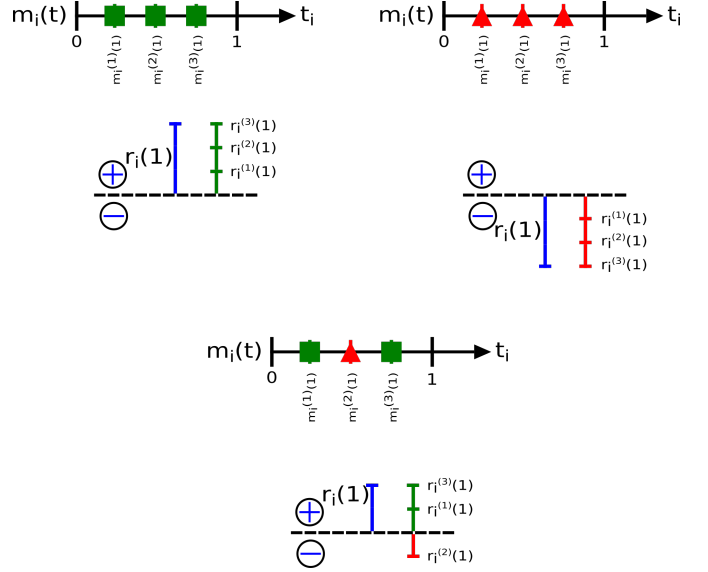 mᵢ(t) 0 1 tᵢ
mᵢ⁽¹⁾(1) mᵢ⁽²⁾(1) mᵢ⁽³⁾(1)
rᵢ(1)
rᵢ⁽³⁾(1)
rᵢ⁽²⁾(1)
rᵢ⁽¹⁾(1)
+
−
mᵢ(t) 0 1 tᵢ
mᵢ⁽¹⁾(1) mᵢ⁽²⁾(1) mᵢ⁽³⁾(1)
+
−
rᵢ(1)
rᵢ⁽¹⁾(1)
rᵢ⁽²⁾(1)
rᵢ⁽³⁾(1)
mᵢ(t) 0 1 tᵢ
mᵢ⁽¹⁾(1) mᵢ⁽²⁾(1) mᵢ⁽³⁾(1)
rᵢ(1)
rᵢ⁽³⁾(1)
rᵢ⁽¹⁾(1)
+
−
rᵢ⁽²⁾(1)